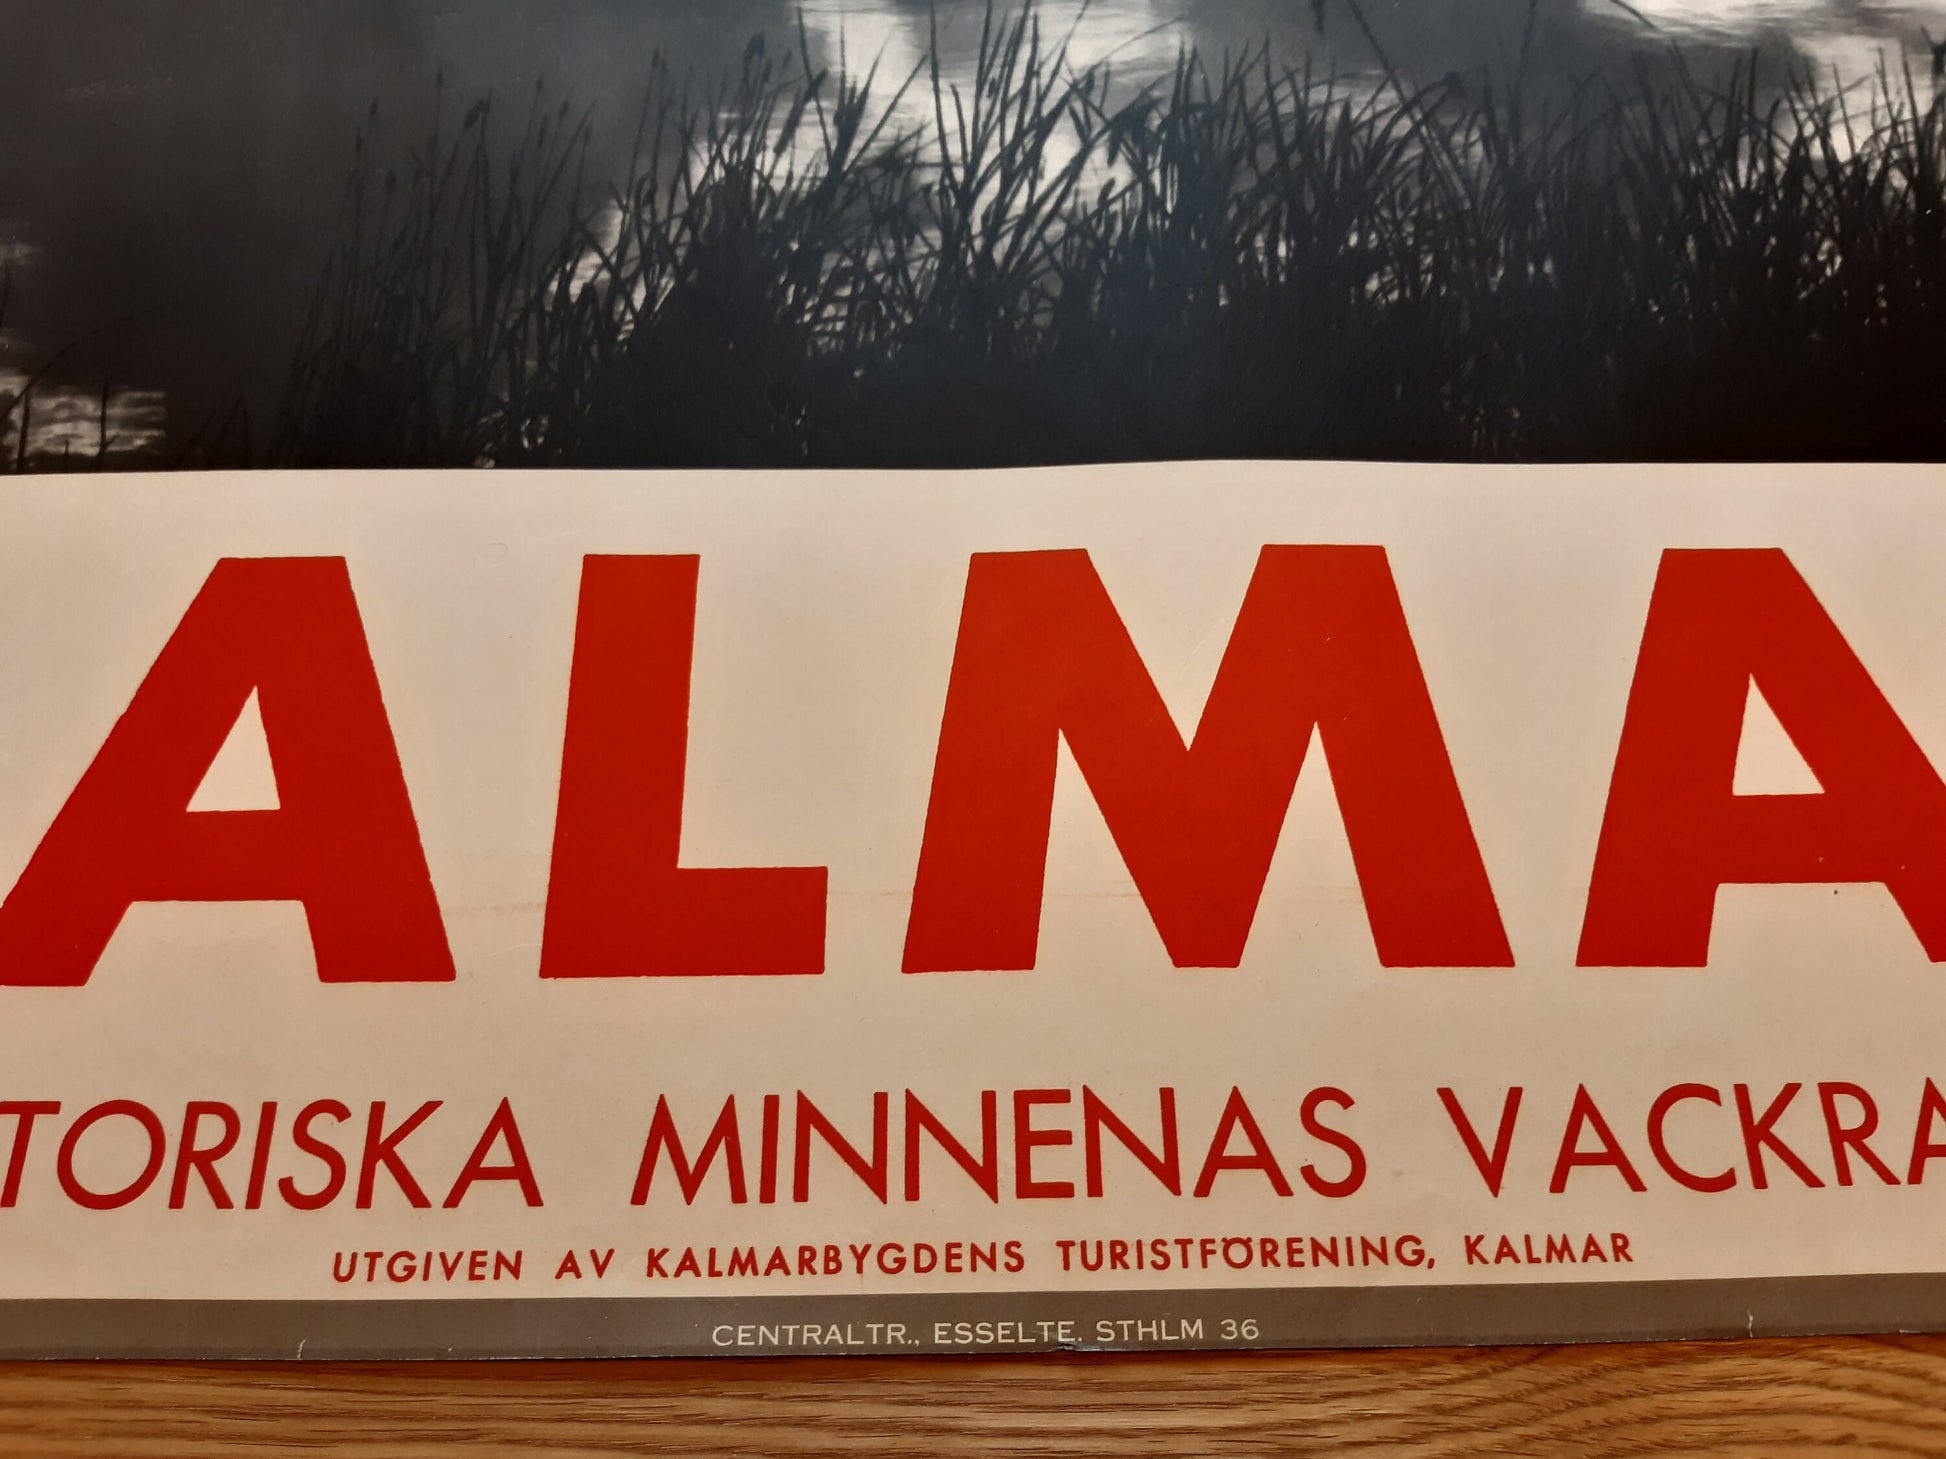 ALMA
TORISKA MINNENAS VACKRA
UTGIVEN AV KALMARBYGDENS TURISTFÖRENING, KALMAR
CENTRALTR., ESSELTE. STHLM 36